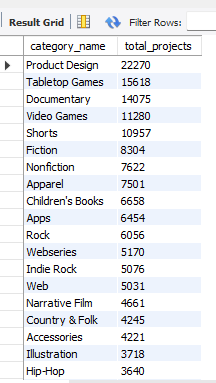 Result Grid Filter Rows:
category_name total_projects
Product Design 22270
Tabletop Games 15618
Documentary 14075
Video Games 11280
Shorts 10957
Fiction 8304
Nonfiction 7622
Apparel 7501
Children's Books 6658
Apps 6454
Rock 6056
Webseries 5170
Indie Rock 5076
Web 5031
Narrative Film 4661
Country & Folk 4245
Accessories 4221
Illustration 3718
Hip-Hop 3640